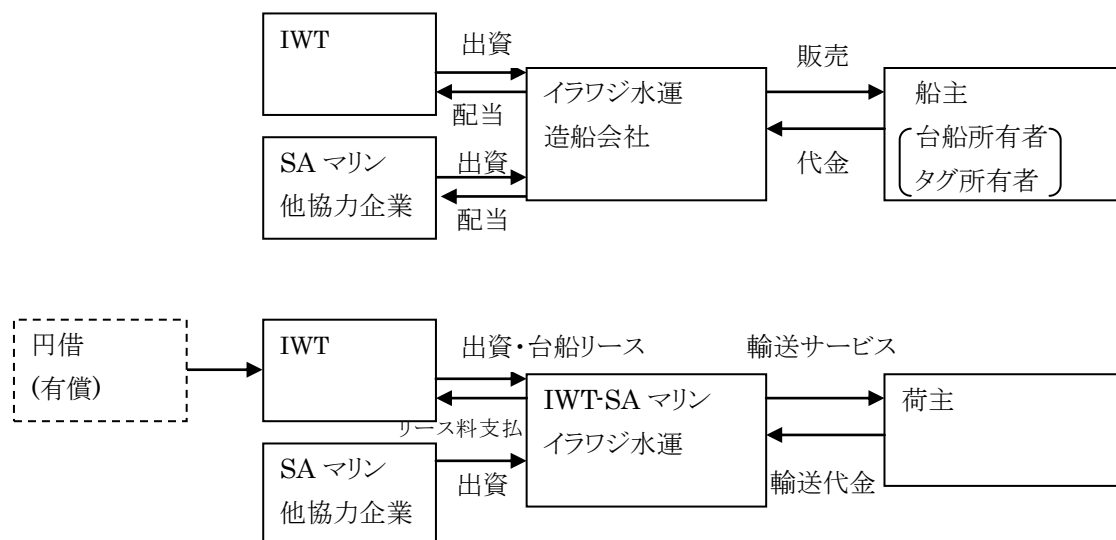 IWT
出資
配当
SA マリン
他協力企業
出資
配当
イラワジ水運
造船会社
販売
代金
船主
台船所有者
タグ所有者
円借
(有償)
IWT
出資・台船リース
リース料支払
SA マリン
他協力企業
出資
IWT-SA マリン
イラワジ水運
輸送サービス
輸送代金
荷主